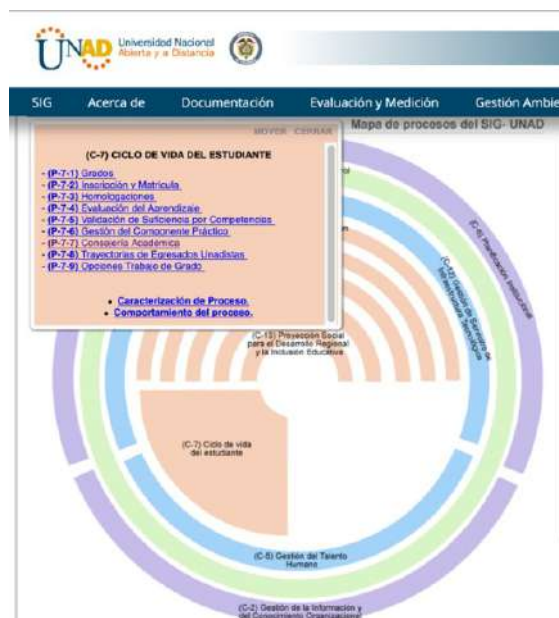 UNAD Universidad Nacional
Abierta y a Distancia
SIG Acerca de Documentación Evaluación y Medición Gestión Ambie
Mapa de procesos del SIG- UNAD
MOVER CERRAR
(C-7) CICLO DE VIDA DEL ESTUDIANTE
- (P-7-1) Grados
- (P-7-2) Inscripción y Matrícula
- (P-7-3) Homologaciones
- (P-7-4) Evaluación del Aprendizaje
- (P-7-5) Validación de Suficiencia por Competencias
- (P-7-6) Gestión del Componente Práctico
- (P-7-7) Consejería Académica
- (P-7-8) Trayectorias de Egresados Unadistas
- (P-7-9) Opciones Trabajo de Grado
• Caracterización de Proceso.
• Comportamiento del proceso.
(C-13) Proyección Social
para el Desarrollo Regional
y la Inclusión Educativa
(C-7) Ciclo de vida
del estudiante
(C-5) Gestión del Talento
Humano
(C-2) Gestión de la Información y
del Conocimiento Organizacional